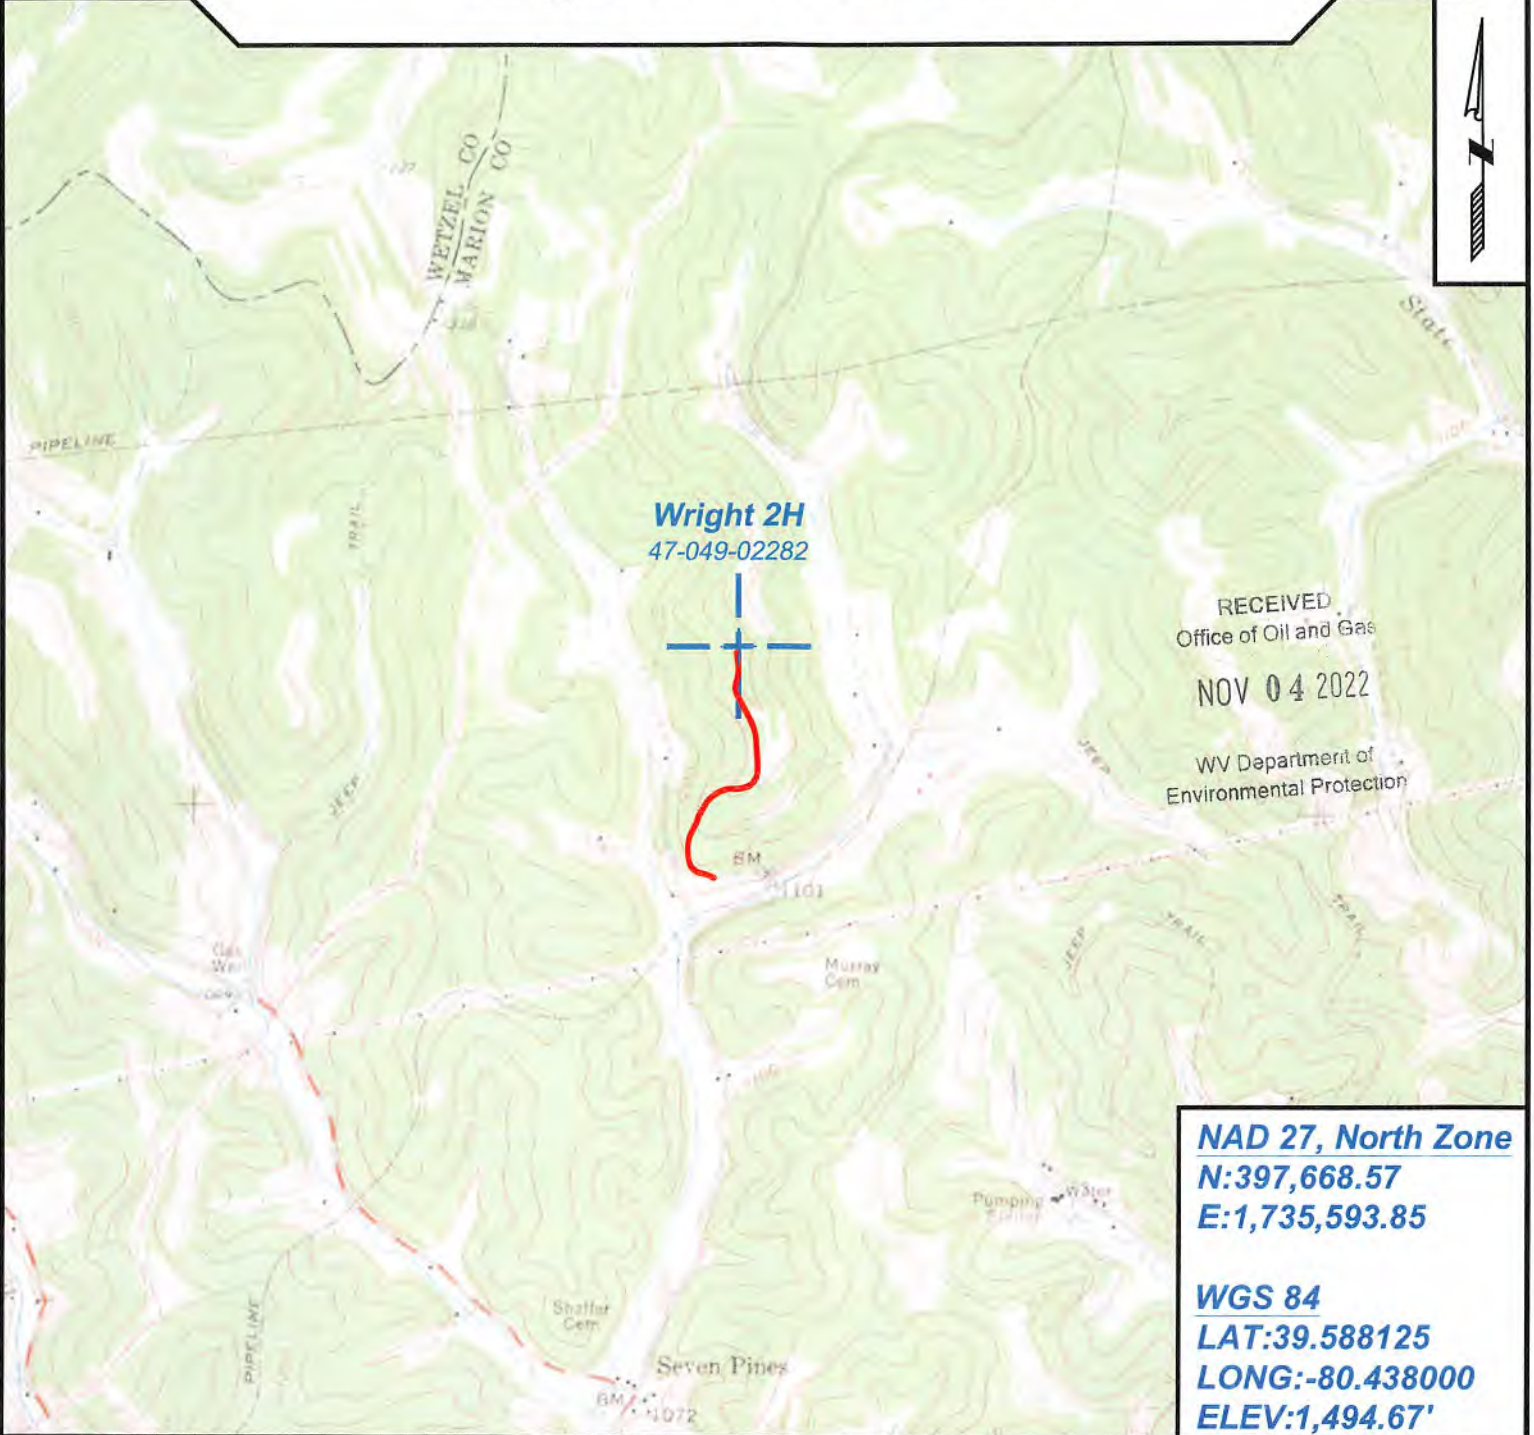 N
WETZEL CO
MARION CO
State
PIPELINE
TRAIL
Wright 2H
47-049-02282
RECEIVED
Office of Oil and Gas
NOV 04 2022
WV Department of
Environmental Protection
JEEP
JEEP
BM
1101
TRAIL
TRAIL
JEEP
Gas
Murray
Cem
Pumping
Water
PIPELINE
Shaffer
Cem
Seven Pines
BM
1072
NAD 27, North Zone
N:397,668.57
E:1,735,593.85
WGS 84
LAT:39.588125
LONG:-80.438000
ELEV:1,494.67'